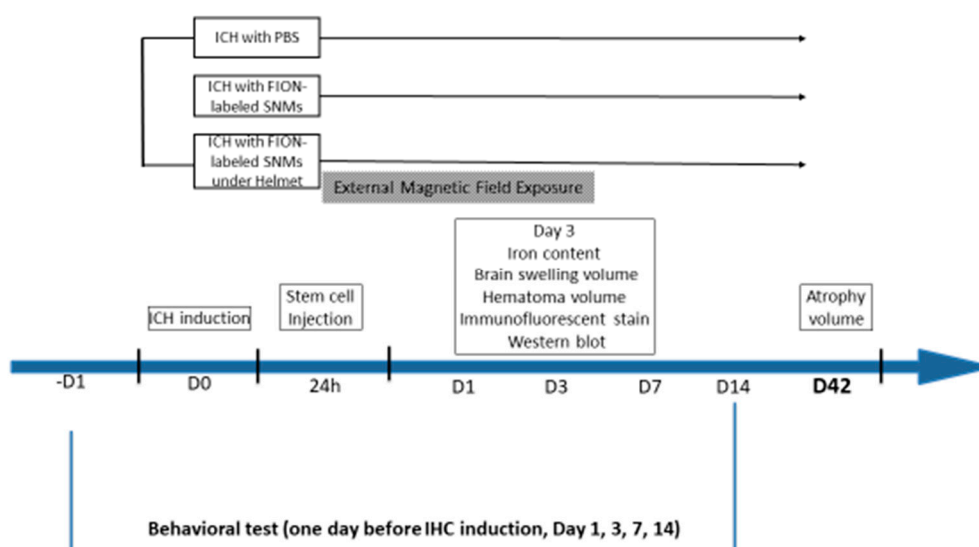 ICH with PBS
ICH with FION-
labeled SNMs
ICH with FION-
labeled SNMs
under Helmet
External Magnetic Field Exposure
Day 3
Iron content
Brain swelling volume
Hematoma volume
Immunofluorescent stain
Western blot
ICH induction
Stem cell
Injection
Atrophy
volume
-D1
D0
24h
D1
D3
D7
D14
D42
Behavioral test (one day before IHC induction, Day 1, 3, 7, 14)